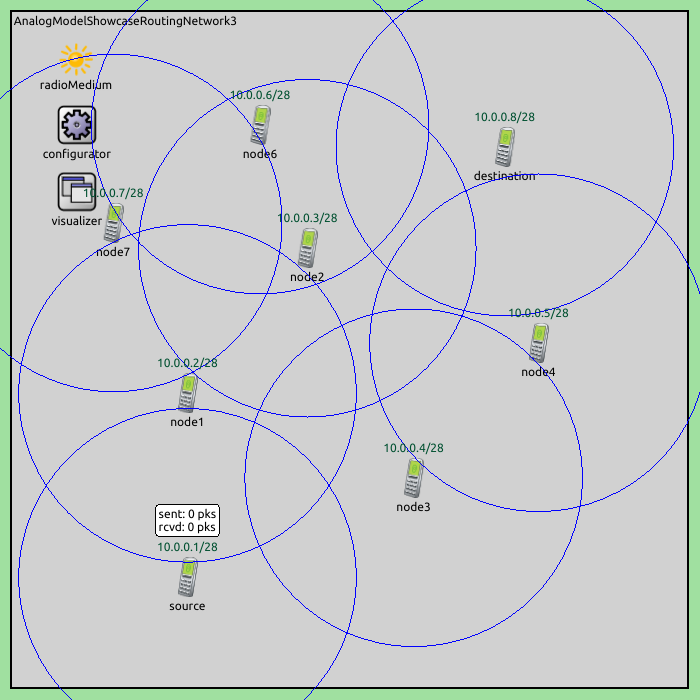 AnalogModelShowcaseRoutingNetwork3
radioMedium
10.0.0.6/28
node6
10.0.0.8/28
destination
configurator
10.0.0.7/28
visualizer
node7
10.0.0.3/28
node2
10.0.0.5/28
node4
10.0.0.2/28
node1
10.0.0.4/28
node3
sent: 0 pks
rcvd: 0 pks
10.0.0.1/28
source